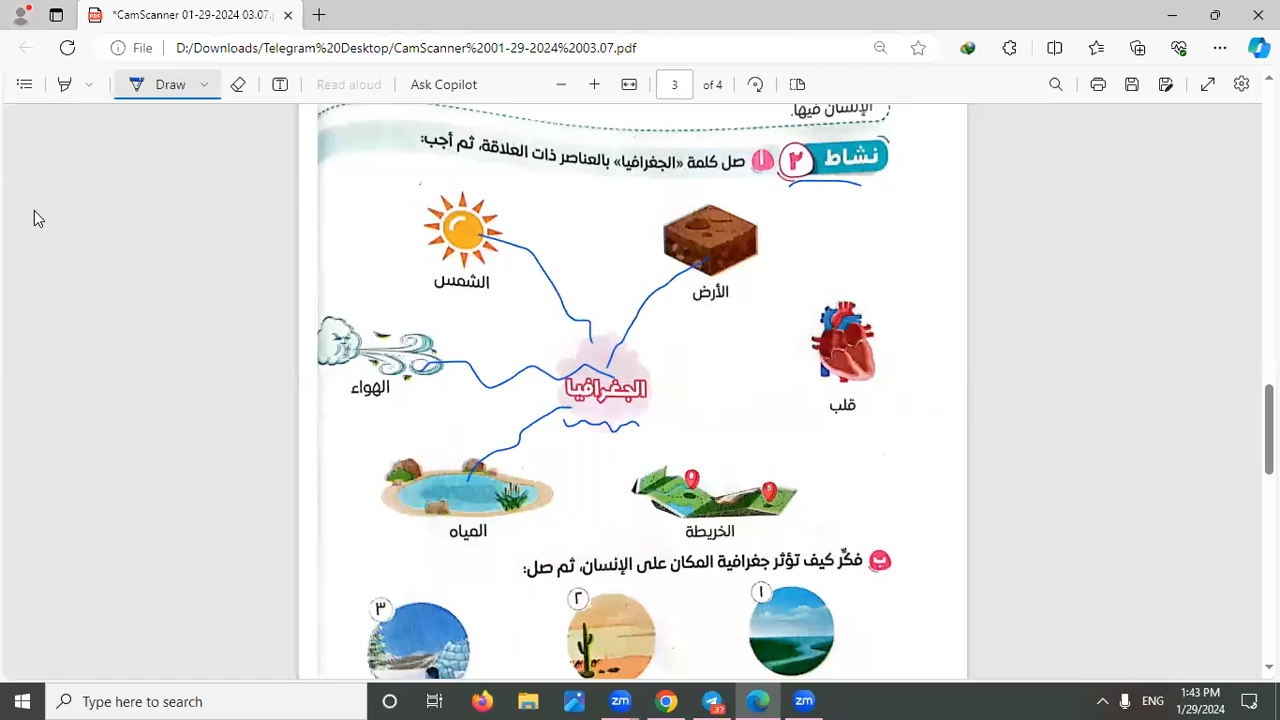 *CamScanner 01-29-2024 03.07.p
File
D:/Downloads/Telegram%20Desktop/CamScanner%2001-29-2024%2003.07.pdf
Draw
Read aloud
Ask Copilot
3
of 4
الإنسان فيها.
نشاط ٢
أ صل كلمة «الجغرافيا» بالعناصر ذات العلاقة، ثم أجب:
الشمس
الأرض
الهواء
الجغرافيا
قلب
المياه
الخريطة
ب فكِّر كيف تؤثر جغرافية المكان على الإنسان، ثم صل:
١
٢
٣
Type here to search
37
ENG
1:43 PM
1/29/2024